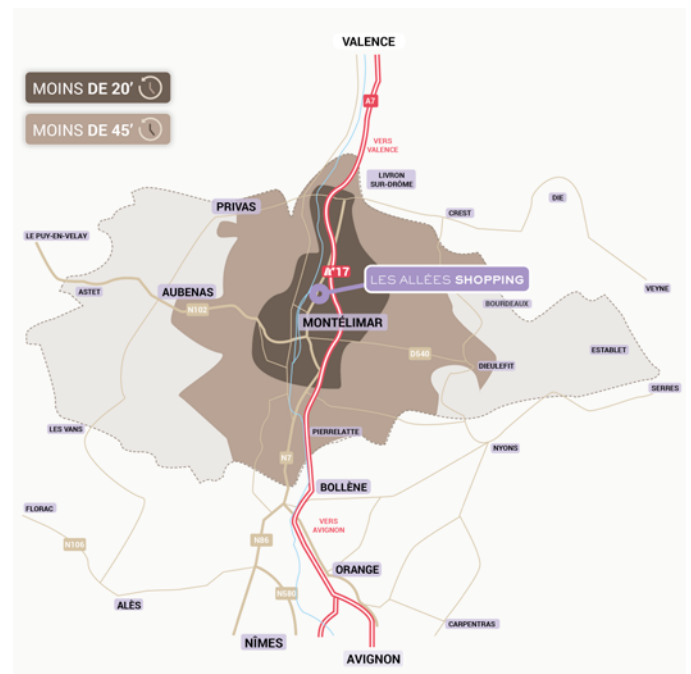 VALENCE
MOINS DE 20'
A7
MOINS DE 45'
VERS
VALENCE
LIVRON
SUR-DRÔME
PRIVAS
DIE
CREST
LE PUY-EN-VELAY
17
LES ALLÉES SHOPPING
VEYNE
ASTET
AUBENAS
BOURDEAUX
N102
MONTÉLIMAR
ESTABLET
D540
DIEULEFIT
SERRES
LES VANS
PIERRELATTE
NYONS
N7
BOLLÈNE
FLORAC
VERS
AVIGNON
N106
N86
ORANGE
N580
ALÈS
CARPENTRAS
NÎMES
AVIGNON